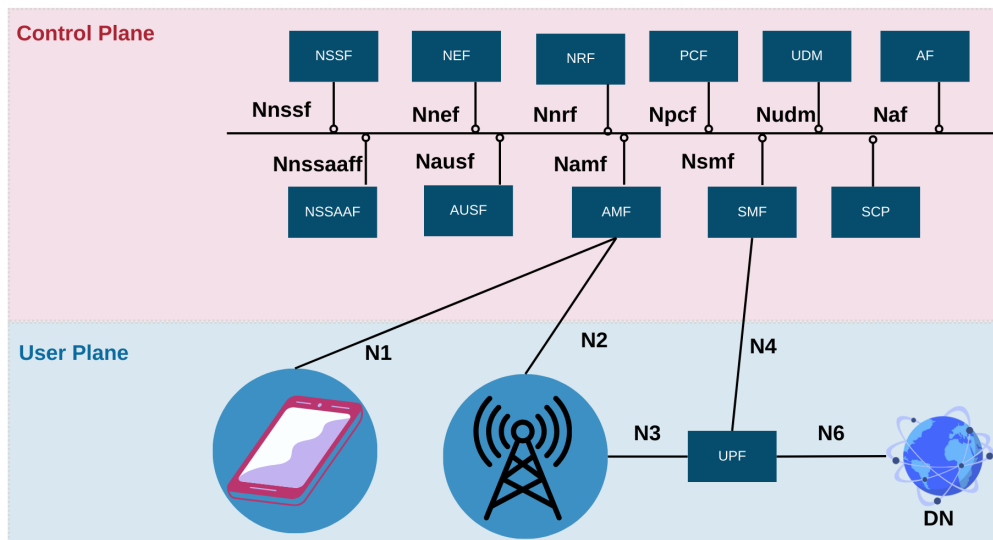 Control Plane
NSSF
NEF
NRF
PCF
UDM
AF
Nnssf
Nnef
Nnrf
Npcf
Nudm
Naf
Nnssaaff
Nausf
Namf
Nsmf
NSSAAF
AUSF
AMF
SMF
SCP
User Plane
N1
N2
N4
N3
N6
UPF
DN